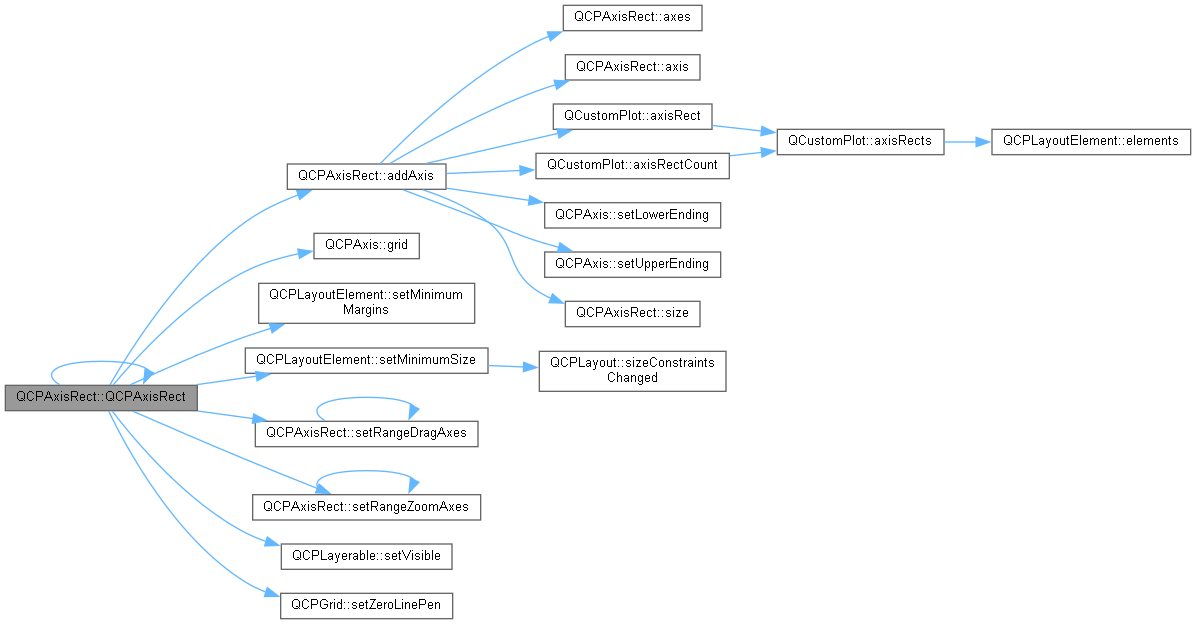 QCPAxisRect::axes
QCPAxisRect::axis
QCustomPlot::axisRect
QCustomPlot::axisRects
QCPLayoutElement::elements
QCustomPlot::axisRectCount
QCPAxisRect::addAxis
QCPAxis::setLowerEnding
QCPAxis::grid
QCPAxis::setUpperEnding
QCPLayoutElement::setMinimum
Margins
QCPAxisRect::size
QCPLayoutElement::setMinimumSize
QCPLayout::sizeConstraints
Changed
QCPAxisRect::QCPAxisRect
QCPAxisRect::setRangeDragAxes
QCPAxisRect::setRangeZoomAxes
QCPLayerable::setVisible
QCPGrid::setZeroLinePen